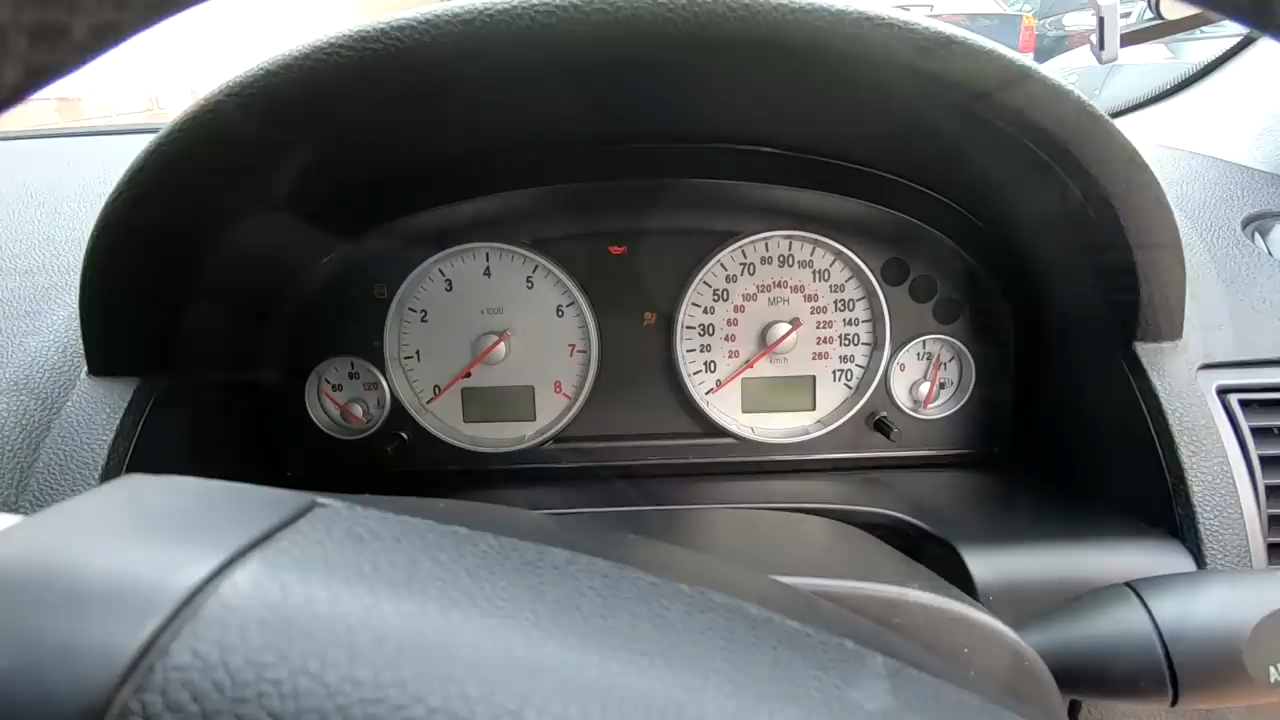 0 1 2 3 4 5 6 7 8
x1000
60 90 120
10 20 30 40 50 60 70 80 90 100 110 120 130 140 150 160 170
20 40 60 80 100 120 140 160 180 200 220 240 260
MPH
km/h
0 1/2 1